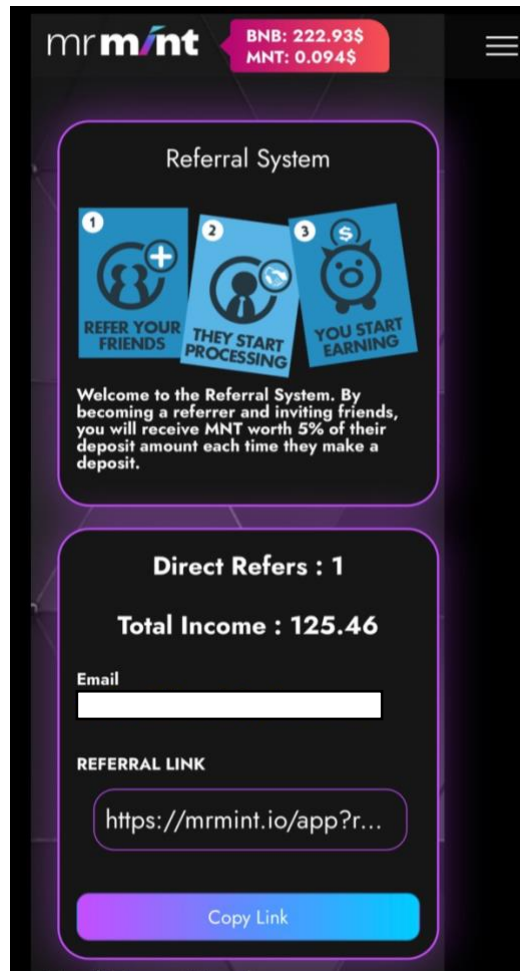 mrmint
BNB: 222.93$
MNT: 0.094$
Referral System
1
REFER YOUR
FRIENDS
2
THEY START
PROCESSING
3
$
YOU START
EARNING
Welcome to the Referral System. By
becoming a referrer and inviting friends,
you will receive MNT worth 5% of their
deposit amount each time they make a
deposit.
Direct Refers : 1
Total Income : 125.46
Email
REFERRAL LINK
https://mrmint.io/app?r...
Copy Link